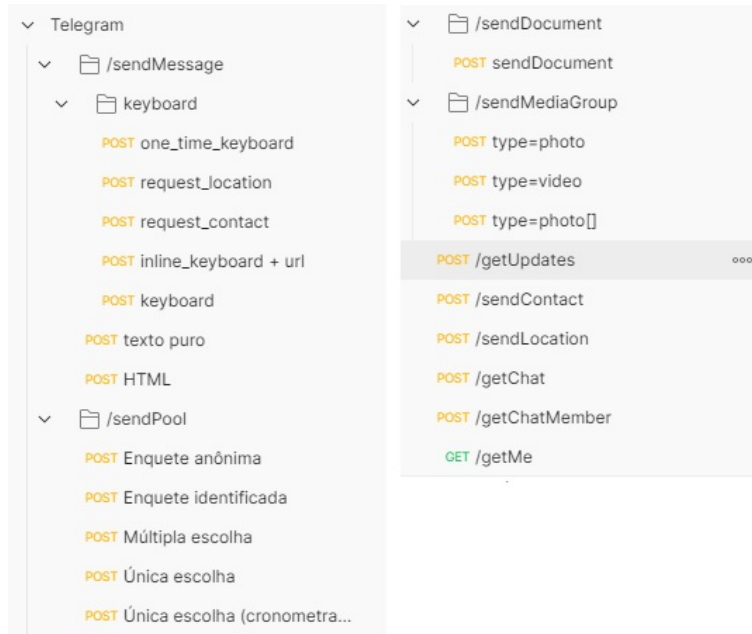 Telegram
/sendMessage
keyboard
POST one_time_keyboard
POST request_location
POST request_contact
POST inline_keyboard + url
POST keyboard
POST texto puro
POST HTML
/sendPool
POST Enquete anônima
POST Enquete identificada
POST Múltipla escolha
POST Única escolha
POST Única escolha (cronometra...
/sendDocument
POST sendDocument
/sendMediaGroup
POST type=photo
POST type=video
POST type=photo[]
POST /getUpdates
POST /sendContact
POST /sendLocation
POST /getChat
POST /getChatMember
GET /getMe